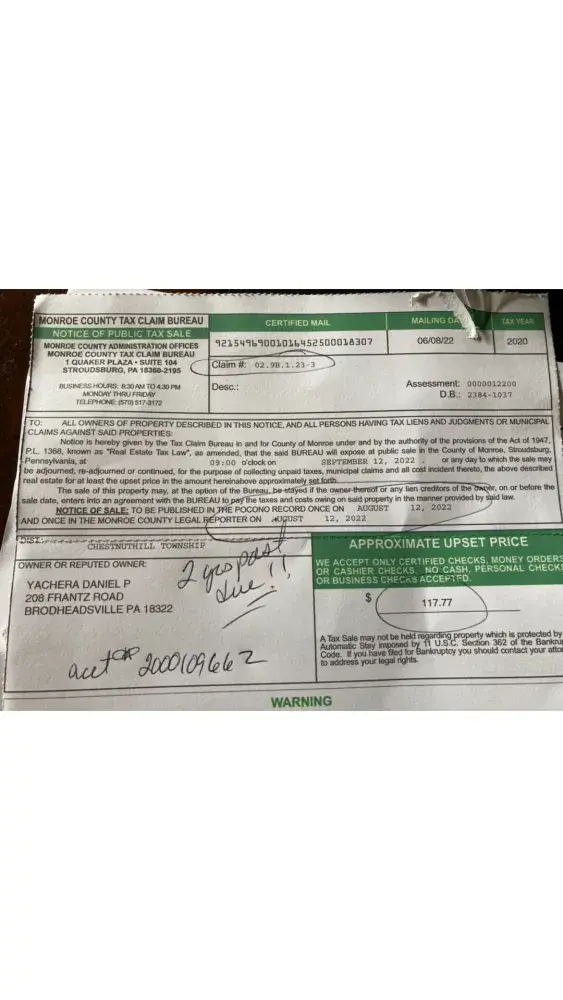 MONROE COUNTY TAX CLAIM BUREAU
NOTICE OF PUBLIC TAX SALE
MONROE COUNTY ADMINISTRATION OFFICES
MONROE COUNTY TAX CLAIM BUREAU
1 QUAKER PLAZA • SUITE 104
STROUDSBURG, PA 18360-2195
BUSINESS HOURS: 8:30 AM TO 4:30 PM
MONDAY THRU FRIDAY
TELEPHONE: (570) 517-3172
CERTIFIED MAIL
92154969001016452500018307
MAILING DA
06/08/22
TAX YEAR
2020
Claim #: 02.9B.1.23-3
Desc.:
Assessment: 0000012200
D.B.: 2384-1037
TO: ALL OWNERS OF PROPERTY DESCRIBED IN THIS NOTICE, AND ALL PERSONS HAVING TAX LIENS AND JUDGMENTS OR MUNICIPAL
CLAIMS AGAINST SAID PROPERTIES:
Notice is hereby given by the Tax Claim Bureau in and for County of Monroe under and by the authority of the provisions of the Act of 1947,
P.L. 1368, known as "Real Estate Tax Law", as amended, that the said BUREAU will expose at public sale in the County of Monroe, Stroudsburg,
Pennsylvania, at 09:00 o'clock on SEPTEMBER 12, 2022 . or any day to which the sale may
be adjourned, re-adjourned or continued, for the purpose of collecting unpaid taxes, municipal claims and all cost incident thereto, the above described
real estate for at least the upset price in the amount hereinabove approximately set forth.
The sale of this property may, at the option of the Bureau, be stayed if the owner thereof or any lien creditors of the owner, on or before the
sale date, enters into an agreement with the BUREAU to pay the taxes and costs owing on said property in the manner provided by said law.
NOTICE OF SALE: TO BE PUBLISHED IN THE POCONO RECORD ONCE ON AUGUST 12, 2022
AND ONCE IN THE MONROE COUNTY LEGAL REPORTER ON AUGUST 12, 2022
DIST.
CHESTNUTHILL TOWNSHIP
OWNER OR REPUTED OWNER:
YACHERA DANIEL P
208 FRANTZ ROAD
BRODHEADSVILLE PA 18322
2 yrs past
due!!
acct# 2000109662
APPROXIMATE UPSET PRICE
WE ACCEPT ONLY CERTIFIED CHECKS, MONEY ORDERS
OR CASHIER CHECKS. NO CASH, PERSONAL CHECK
OR BUSINESS CHECKS ACCEPTED.
$ 117.77
A Tax Sale may not be held regarding property which is protected by
Automatic Stay imposed by 11 U.S.C. Section 362 of the Bankru
Code. If you have filed for Bankruptcy you should contact your atto
to address your legal rights.
WARNING